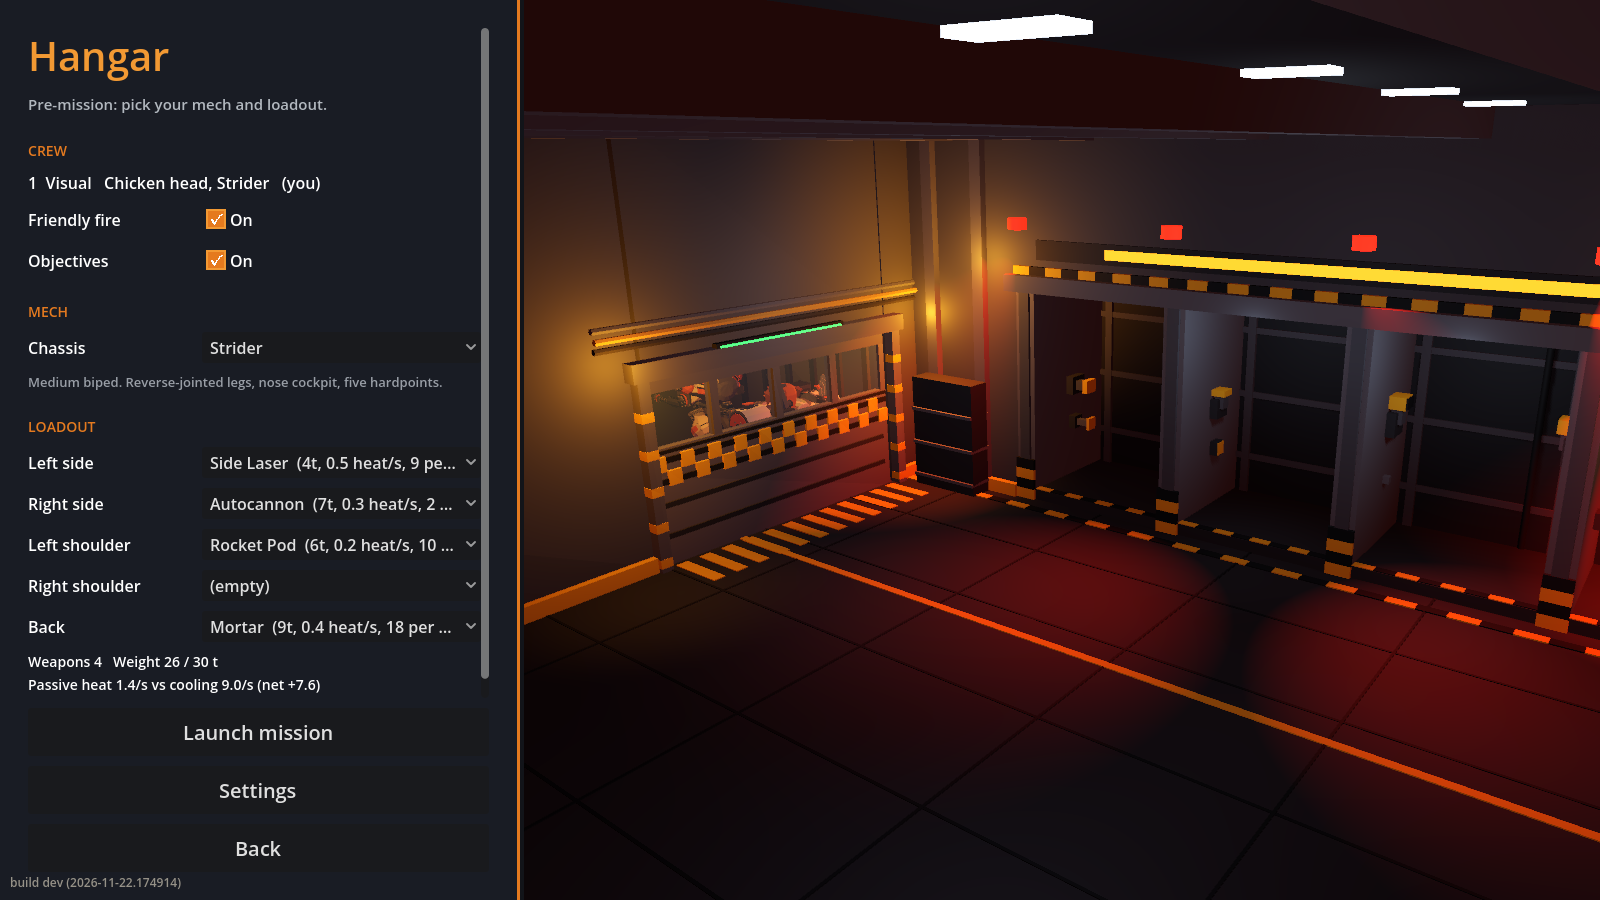 Hangar
Pre-mission: pick your mech and loadout.
CREW
1 Visual Chicken head, Strider (you)
Friendly fire On
Objectives On
MECH
Chassis Strider
Medium biped. Reverse-jointed legs, nose cockpit, five hardpoints.
LOADOUT
Left side Side Laser (4t, 0.5 heat/s, 9 pe...
Right side Autocannon (7t, 0.3 heat/s, 2 ...
Left shoulder Rocket Pod (6t, 0.2 heat/s, 10 ...
Right shoulder (empty)
Back Mortar (9t, 0.4 heat/s, 18 per ...
Weapons 4 Weight 26 / 30 t
Passive heat 1.4/s vs cooling 9.0/s (net +7.6)
Launch mission
Settings
Back
build dev (2026-11-22.174914)